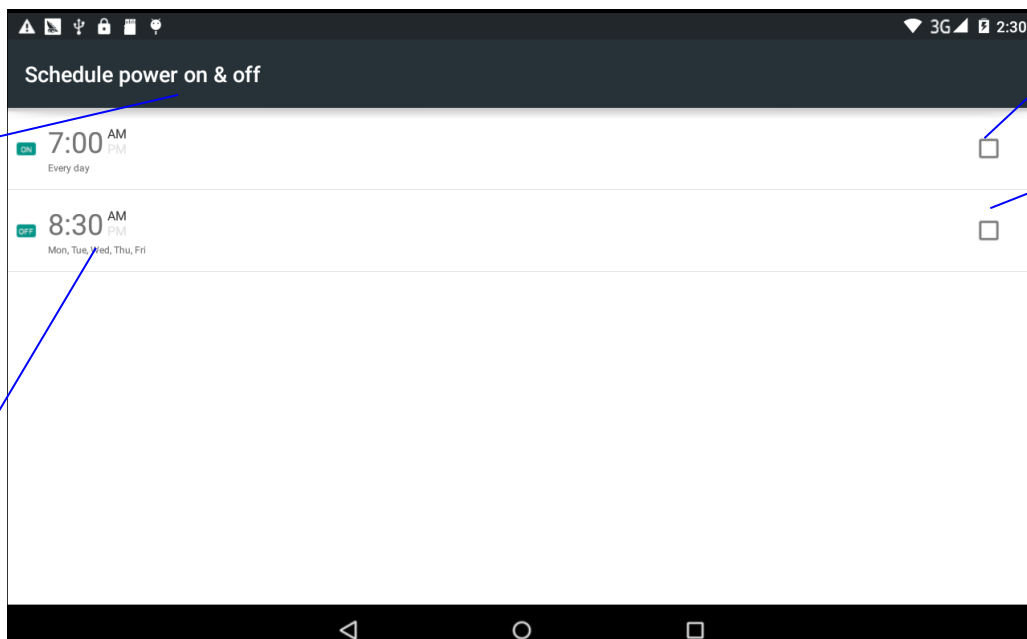 3G 2:30
Schedule power on & off
ON 7:00 AM PM
Every day
OFF 8:30 AM PM
Mon, Tue, Wed, Thu, Fri